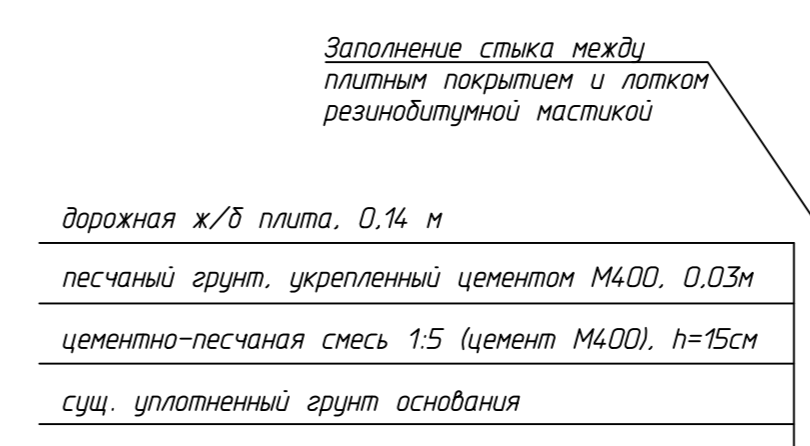 Заполнение стыка между
плитным покрытием и лотком
резинобитумной мастикой
дорожная ж/б плита, 0,14 м
песчаный грунт, укрепленный цементом М400, 0,03м
цементно-песчаная смесь 1:5 (цемент М400), h=15см
сущ. уплотненный грунт основания